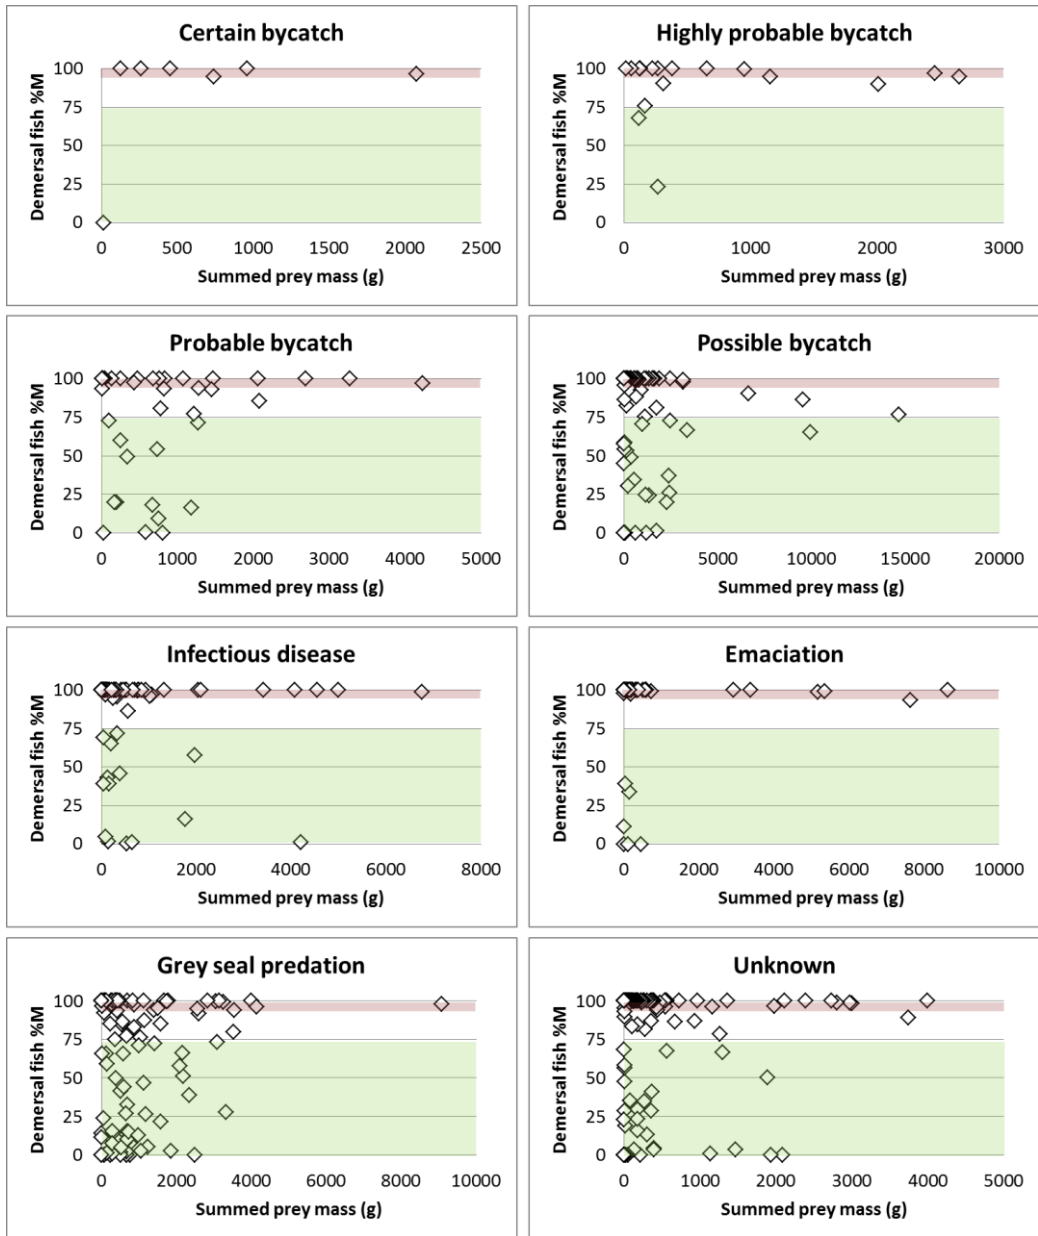 Certain bycatch
Demersal fish %M
100
75
50
25
0
0 500 1000 1500 2000 2500
Summed prey mass (g)
Highly probable bycatch
Demersal fish %M
100
75
50
25
0
0 1000 2000 3000
Summed prey mass (g)
Probable bycatch
Demersal fish %M
100
75
50
25
0
0 1000 2000 3000 4000 5000
Summed prey mass (g)
Possible bycatch
Demersal fish %M
100
75
50
25
0
0 5000 10000 15000 20000
Summed prey mass (g)
Infectious disease
Demersal fish %M
100
75
50
25
0
0 2000 4000 6000 8000
Summed prey mass (g)
Emaciation
Demersal fish %M
100
75
50
25
0
0 2000 4000 6000 8000 10000
Summed prey mass (g)
Grey seal predation
Demersal fish %M
100
75
50
25
0
0 2000 4000 6000 8000 10000
Summed prey mass (g)
Unknown
Demersal fish %M
100
75
50
25
0
0 1000 2000 3000 4000 5000
Summed prey mass (g)